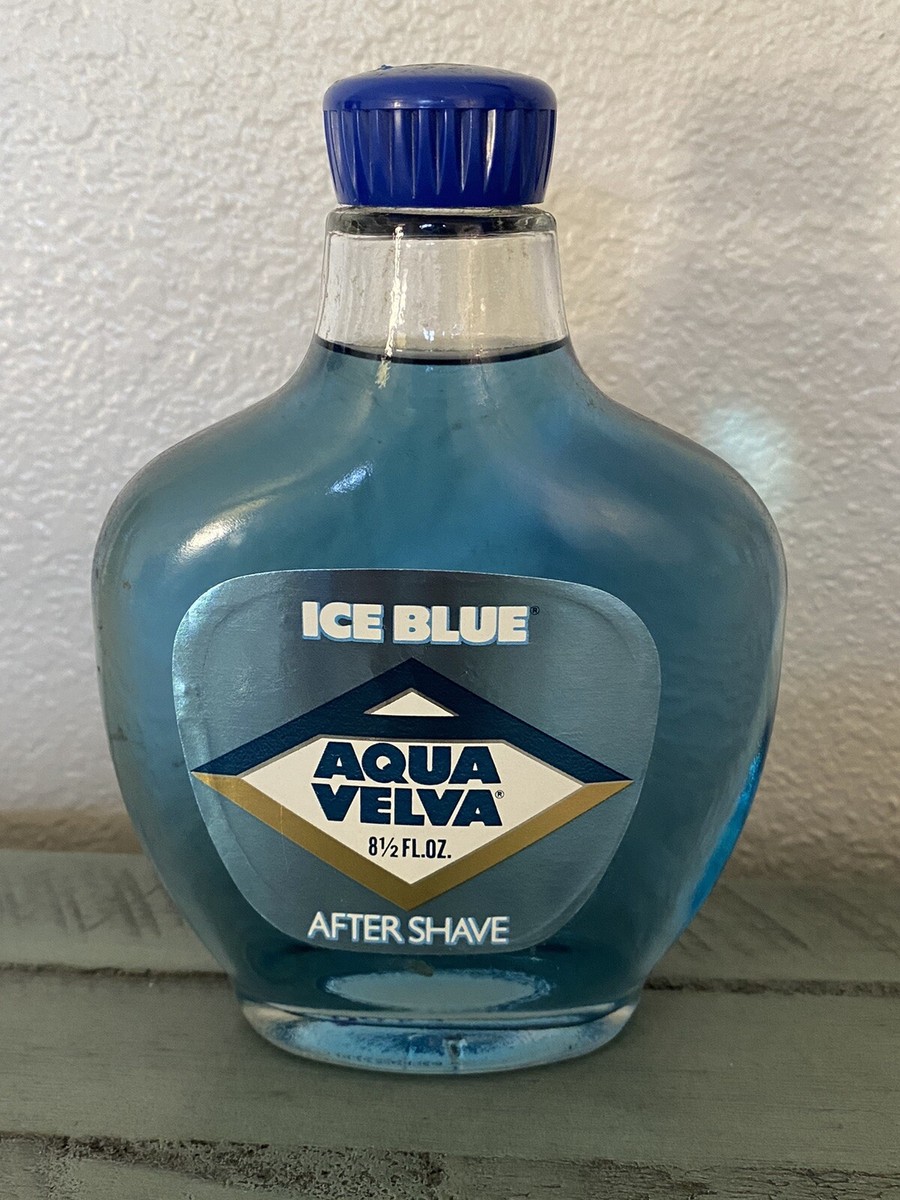 ICE BLUE®
AQUA
VELVA®
8½ FL.OZ.
AFTER SHAVE